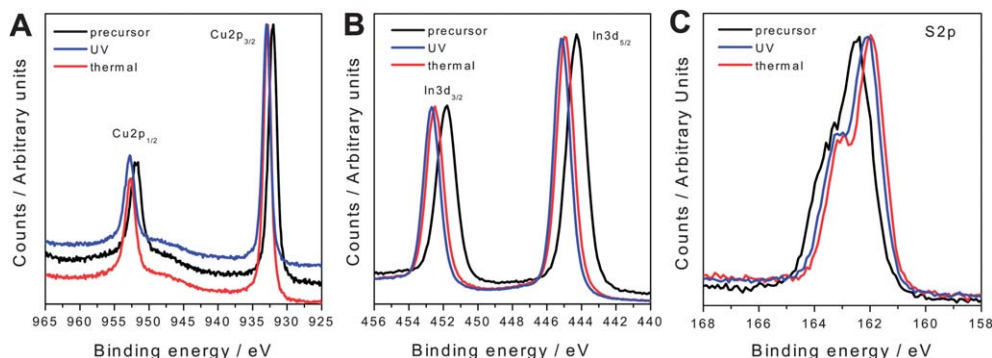 A
precursor
UV
thermal
Cu2p3/2
Cu2p1/2
Counts / Arbitrary Units
965 960 955 950 945 940 935 930 925
Binding energy / eV
B
precursor
UV
thermal
In3d5/2
In3d3/2
Counts / Arbitrary Units
456 454 452 450 448 446 444 442 440
Binding energy / eV
C
precursor
UV
thermal
S2p
Counts / Arbitrary Units
168 166 164 162 160 158
Binding energy / eV